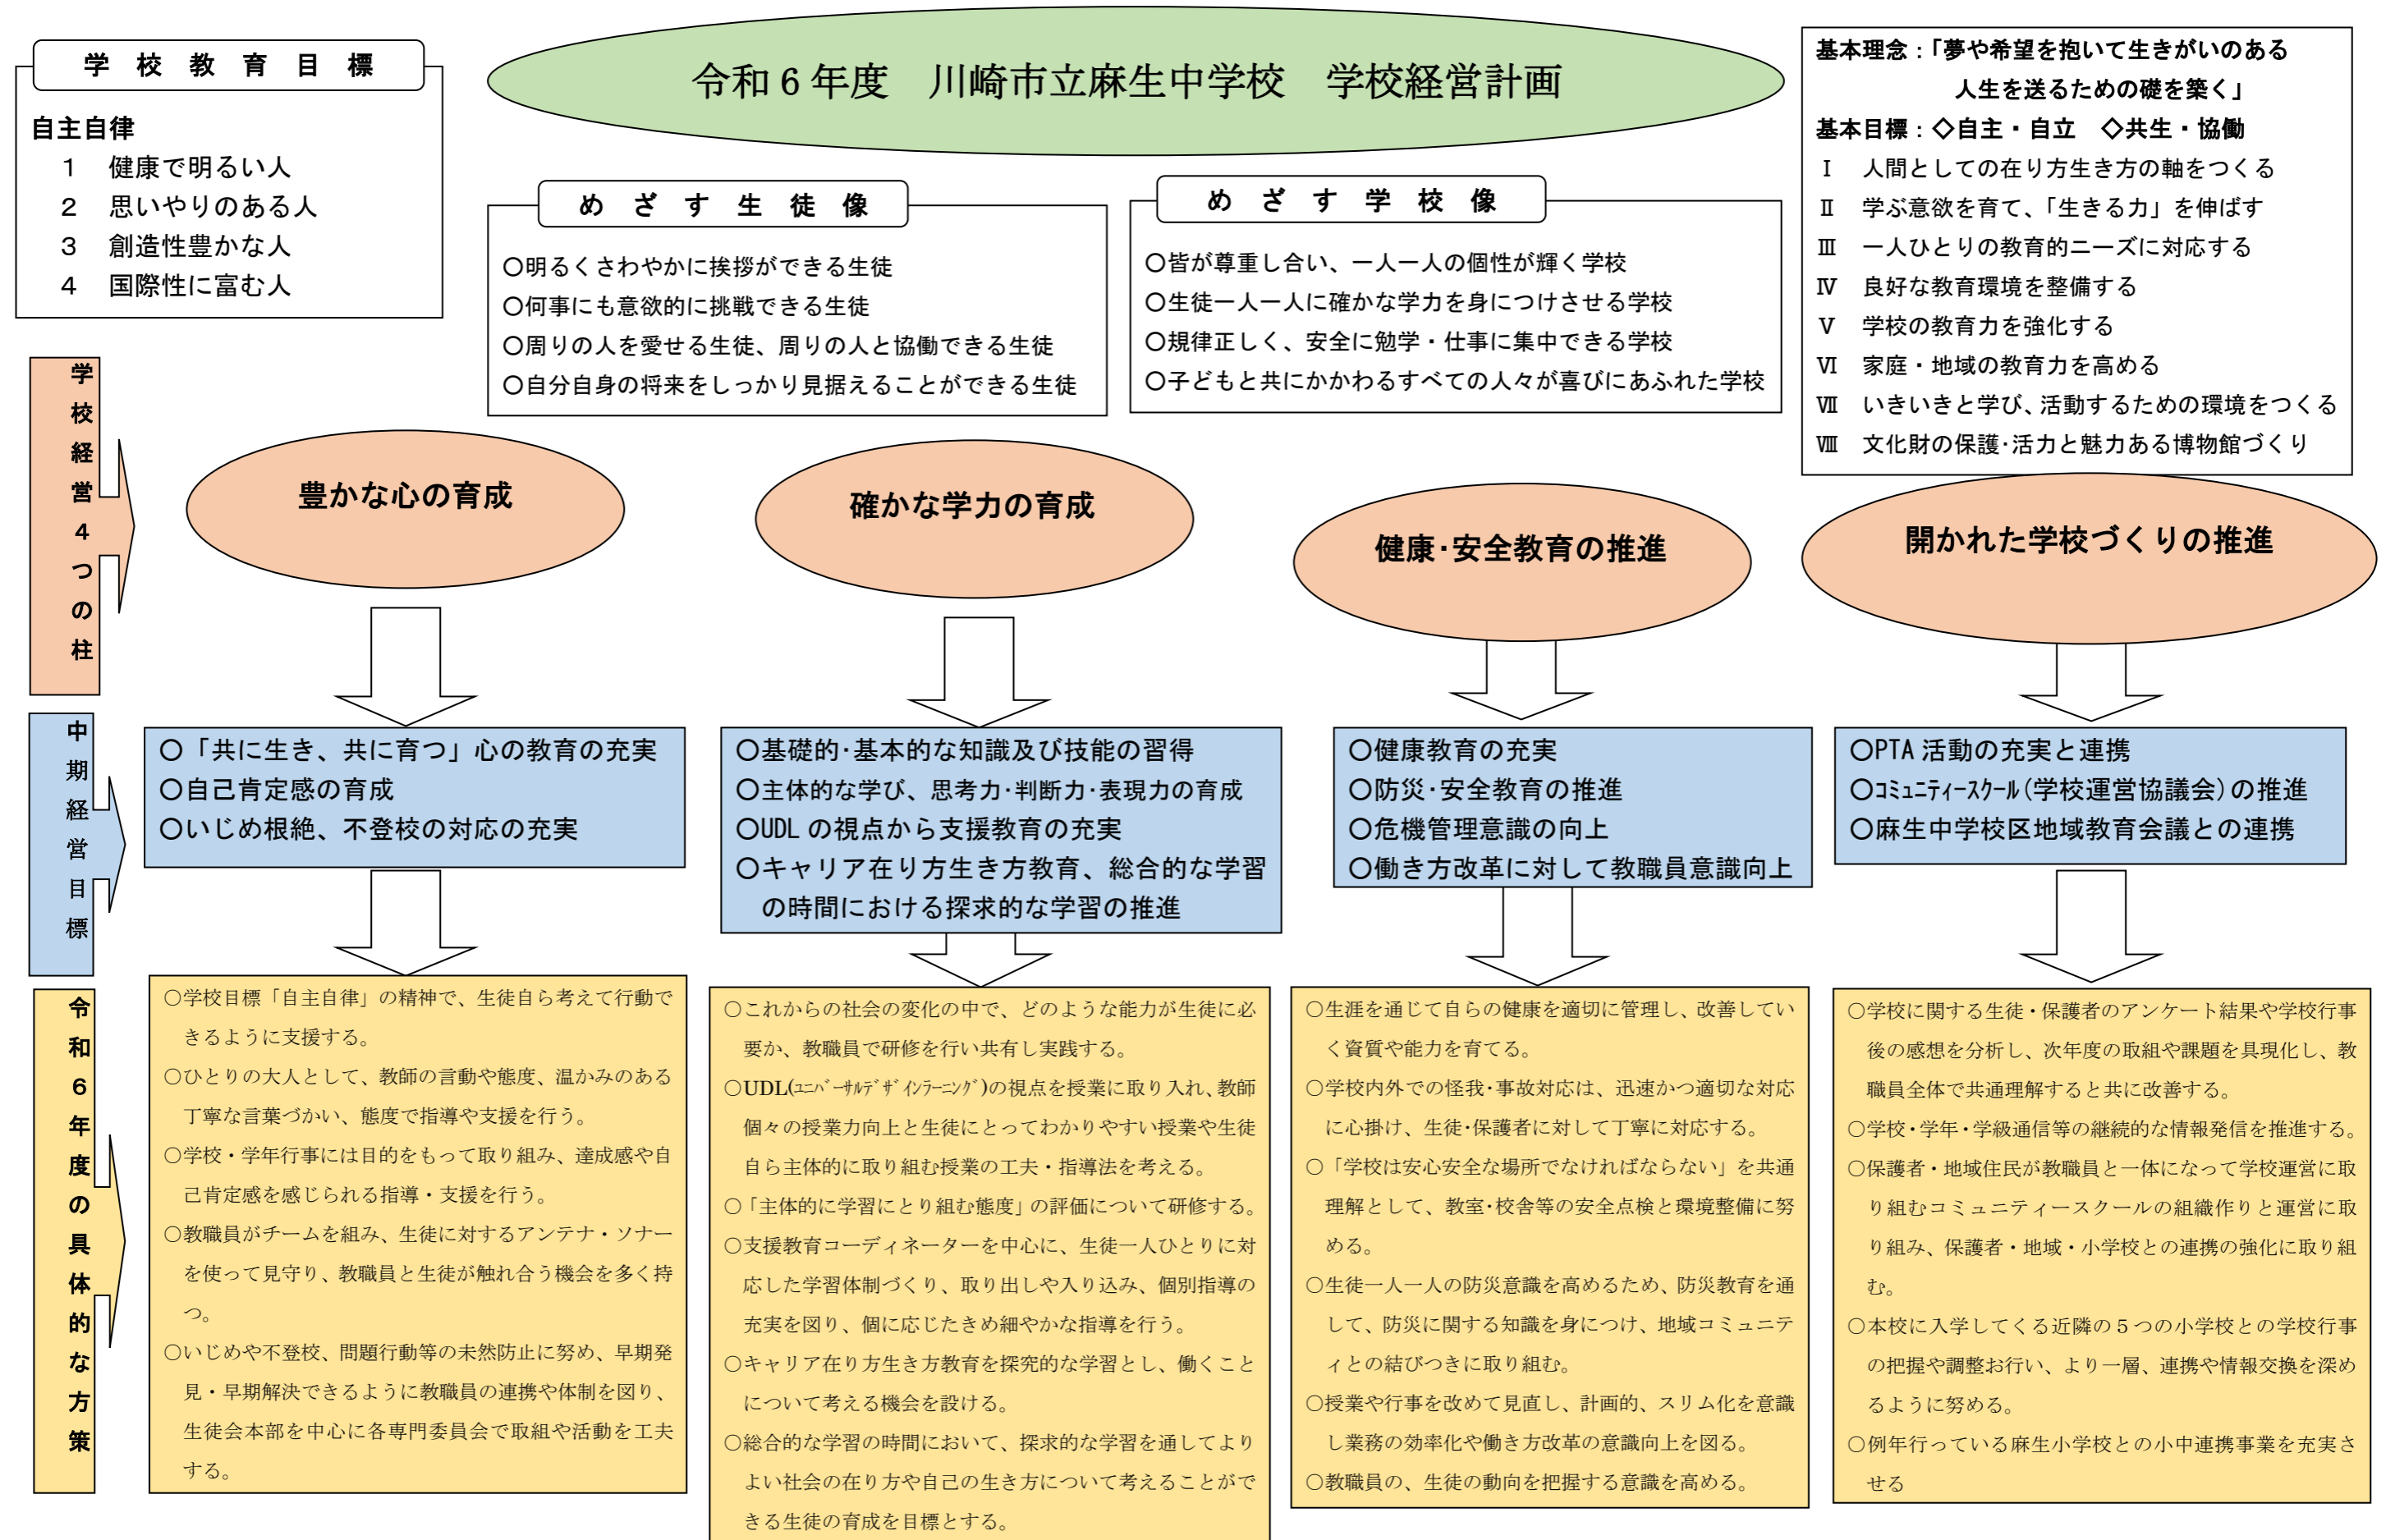 令和６年度　川崎市立麻生中学校　学校経営計画
学校教育目標
自主自律
１　健康で明るい人
２　思いやりのある人
３　創造性豊かな人
４　国際性に富む人
めざす生徒像
〇明るくさわやかに挨拶ができる生徒
〇何事にも意欲的に挑戦できる生徒
〇周りの人を愛せる生徒、周りの人と協働できる生徒
〇自分自身の将来をしっかり見据えることができる生徒
めざす学校像
〇皆が尊重し合い、一人一人の個性が輝く学校
〇生徒一人一人に確かな学力を身につけさせる学校
〇規律正しく、安全に勉学・仕事に集中できる学校
〇子どもと共にかかわるすべての人々が喜びにあふれた学校
基本理念：「夢や希望を抱いて生きがいのある
人生を送るための礎を築く」
基本目標：◇自主・自立　◇共生・協働
Ⅰ　人間としての在り方生き方の軸をつくる
Ⅱ　学ぶ意欲を育て、「生きる力」を伸ばす
Ⅲ　一人ひとりの教育的ニーズに対応する
Ⅳ　良好な教育環境を整備する
Ⅴ　学校の教育力を強化する
Ⅵ　家庭・地域の教育力を高める
Ⅶ　いきいきと学び、活動するための環境をつくる
Ⅷ　文化財の保護・活力と魅力ある博物館づくり
学校経営４つの柱
豊かな心の育成
確かな学力の育成
健康・安全教育の推進
開かれた学校づくりの推進
中期経営目標
〇「共に生き、共に育つ」心の教育の充実
〇自己肯定感の育成
〇いじめ根絶、不登校の対応の充実
〇基礎的・基本的な知識及び技能の習得
〇主体的な学び、思考力・判断力・表現力の育成
〇UDLの視点から支援教育の充実
〇キャリア在り方生き方教育、総合的な学習
の時間における探求的な学習の推進
〇健康教育の充実
〇防災・安全教育の推進
〇危機管理意識の向上
〇働き方改革に対して教職員意識向上
〇PTA活動の充実と連携
〇ｺﾐｭﾆﾃｨｰｽｸｰﾙ(学校運営協議会)の推進
〇麻生中学校区地域教育会議との連携
令和６年度の具体的な方策
〇学校目標「自主自律」の精神で、生徒自ら考えて行動で
きるように支援する。
〇ひとりの大人として、教師の言動や態度、温かみのある
丁寧な言葉づかい、態度で指導や支援を行う。
〇学校・学年行事には目的をもって取り組み、達成感や自
己肯定感を感じられる指導・支援を行う。
〇教職員がチームを組み、生徒に対するアンテナ・ソナー
を使って見守り、教職員と生徒が触れ合う機会を多く持
つ。
〇いじめや不登校、問題行動等の未然防止に努め、早期発
見・早期解決できるように教職員の連携や体制を図り、
生徒会本部を中心に各専門委員会で取組や活動を工夫
する。
〇これからの社会の変化の中で、どのような能力が生徒に必
要か、教職員で研修を行い共有し実践する。
〇UDL(ﾕﾆﾊﾞｰｻﾙﾃﾞｻﾞｲﾝﾗｰﾆﾝｸﾞ)の視点を授業に取り入れ、教師
個々の授業力向上と生徒にとってわかりやすい授業や生徒
自ら主体的に取り組む授業の工夫・指導法を考える。
〇「主体的に学習にとり組む態度」の評価について研修する。
〇支援教育コーディネーターを中心に、生徒一人ひとりに対
応した学習体制づくり、取り出しや入り込み、個別指導の
充実を図り、個に応じたきめ細やかな指導を行う。
〇キャリア在り方生き方教育を探究的な学習とし、働くこと
について考える機会を設ける。
〇総合的な学習の時間において、探求的な学習を通してより
よい社会の在り方や自己の生き方について考えることがで
きる生徒の育成を目標とする。
〇生涯を通じて自らの健康を適切に管理し、改善してい
く資質や能力を育てる。
〇学校内外での怪我・事故対応は、迅速かつ適切な対応
に心掛け、生徒・保護者に対して丁寧に対応する。
〇「学校は安心安全な場所でなければならない」を共通
理解として、教室・校舎等の安全点検と環境整備に努
める。
〇生徒一人一人の防災意識を高めるため、防災教育を通
して、防災に関する知識を身につけ、地域コミュニテ
ィとの結びつきに取り組む。
〇授業や行事を改めて見直し、計画的、スリム化を意識
し業務の効率化や働き方改革の意識向上を図る。
〇教職員の、生徒の動向を把握する意識を高める。
〇学校に関する生徒・保護者のアンケート結果や学校行事
後の感想を分析し、次年度の取組や課題を具現化し、教
職員全体で共通理解すると共に改善する。
〇学校・学年・学級通信等の継続的な情報発信を推進する。
〇保護者・地域住民が教職員と一体になって学校運営に取
り組むコミュニティースクールの組織作りと運営に取
り組み、保護者・地域・小学校との連携の強化に取り組
む。
〇本校に入学してくる近隣の５つの小学校との学校行事
の把握や調整お行い、より一層、連携や情報交換を深め
るように努める。
〇例年行っている麻生小学校との小中連携事業を充実さ
せる